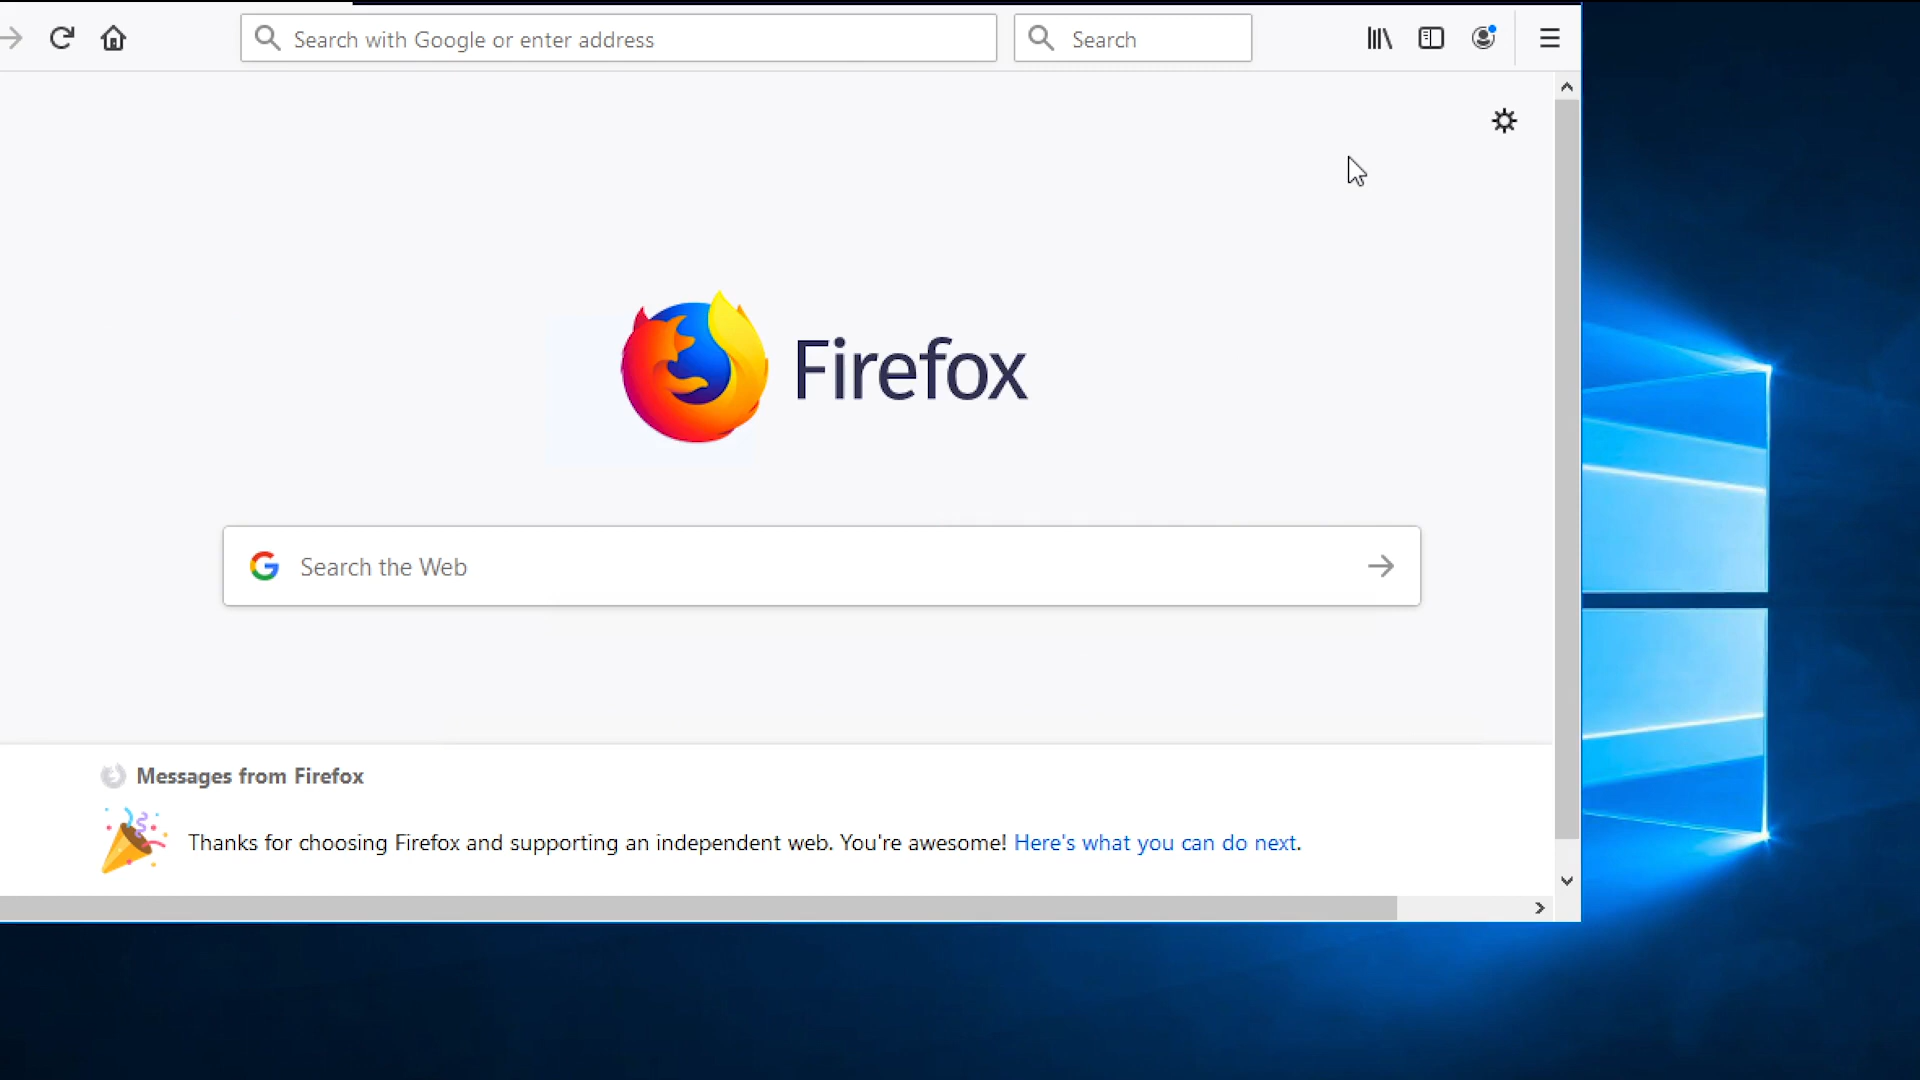 Search with Google or enter address
Search
Firefox
Search the Web
Messages from Firefox
Thanks for choosing Firefox and supporting an independent web. You're awesome! Here's what you can do next.